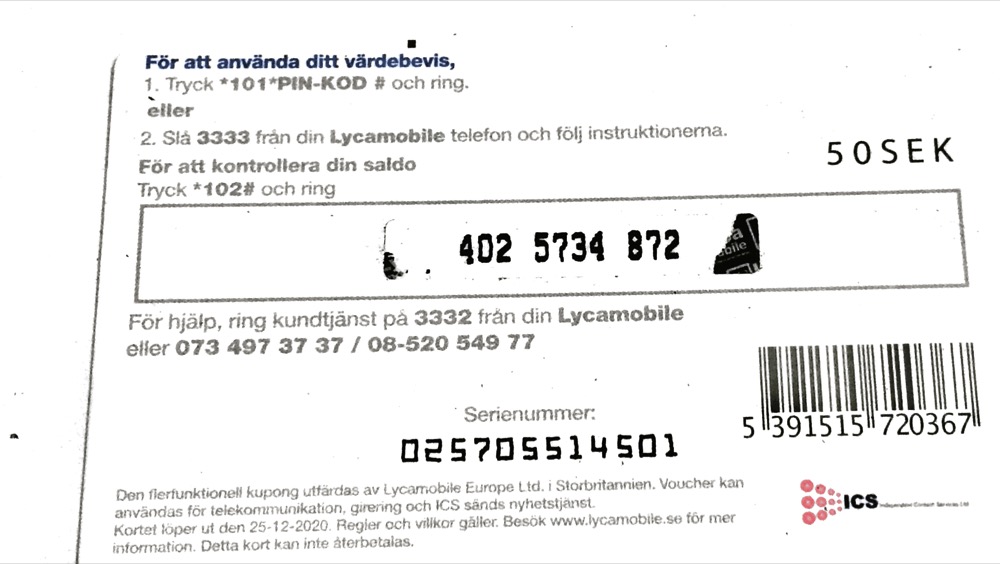 För att använda ditt värdebevis,
1. Tryck *101*PIN-KOD # och ring.
eller
2. Slå 3333 från din Lycamobile telefon och följ instruktionerna.
För att kontrollera din saldo
Tryck *102# och ring
50SEK
402 5734 872
För hjälp, ring kundtjänst på 3332 från din Lycamobile
eller 073 497 37 37 / 08-520 549 77
Serienummer:
025705514501
5 391515 720367
Den flerfunktionell kupong utfärdas av Lycamobile Europe Ltd. i Storbritannien. Voucher kan
användas för telekommunikation, girering och ICS sänds nyhetstjänst.
Kortet löper ut den 25-12-2020. Regler och villkor gäller. Besök www.lycamobile.se för mer
information. Detta kort kan inte återbetalas.
ICS Independent Contact Services Ltd